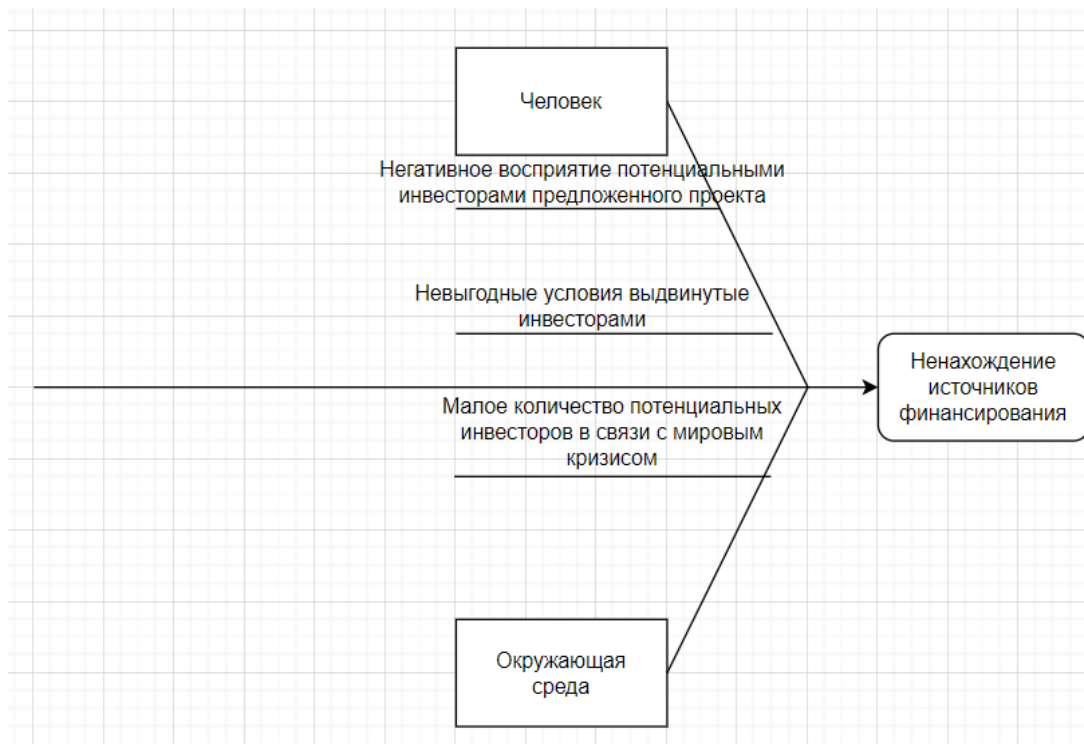 Человек
Негативное восприятие потенциальными
инвесторами предложенного проекта
Невыгодные условия выдвинутые
инвесторами
Ненахождение
источников
финансирования
Малое количество потенциальных
инвесторов в связи с мировым
кризисом
Окружающая
среда